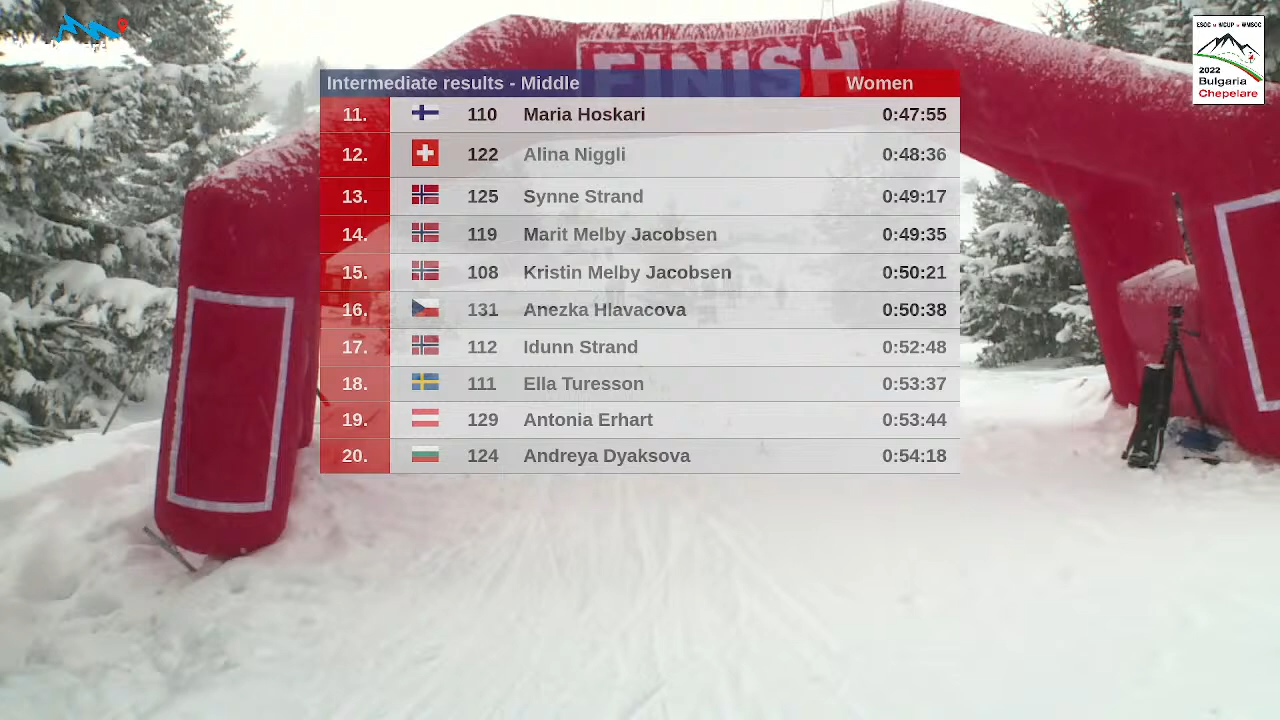 FINISH
Intermediate results - Middle Women
11. 110 Maria Hoskari 0:47:55
12. 122 Alina Niggli 0:48:36
13. 125 Synne Strand 0:49:17
14. 119 Marit Melby Jacobsen 0:49:35
15. 108 Kristin Melby Jacobsen 0:50:21
16. 131 Anezka Hlavacova 0:50:38
17. 112 Idunn Strand 0:52:48
18. 111 Ella Turesson 0:53:37
19. 129 Antonia Erhart 0:53:44
20. 124 Andreya Dyaksova 0:54:18
ESOC WCUP WMSOC
2022
Bulgaria
Chepelare